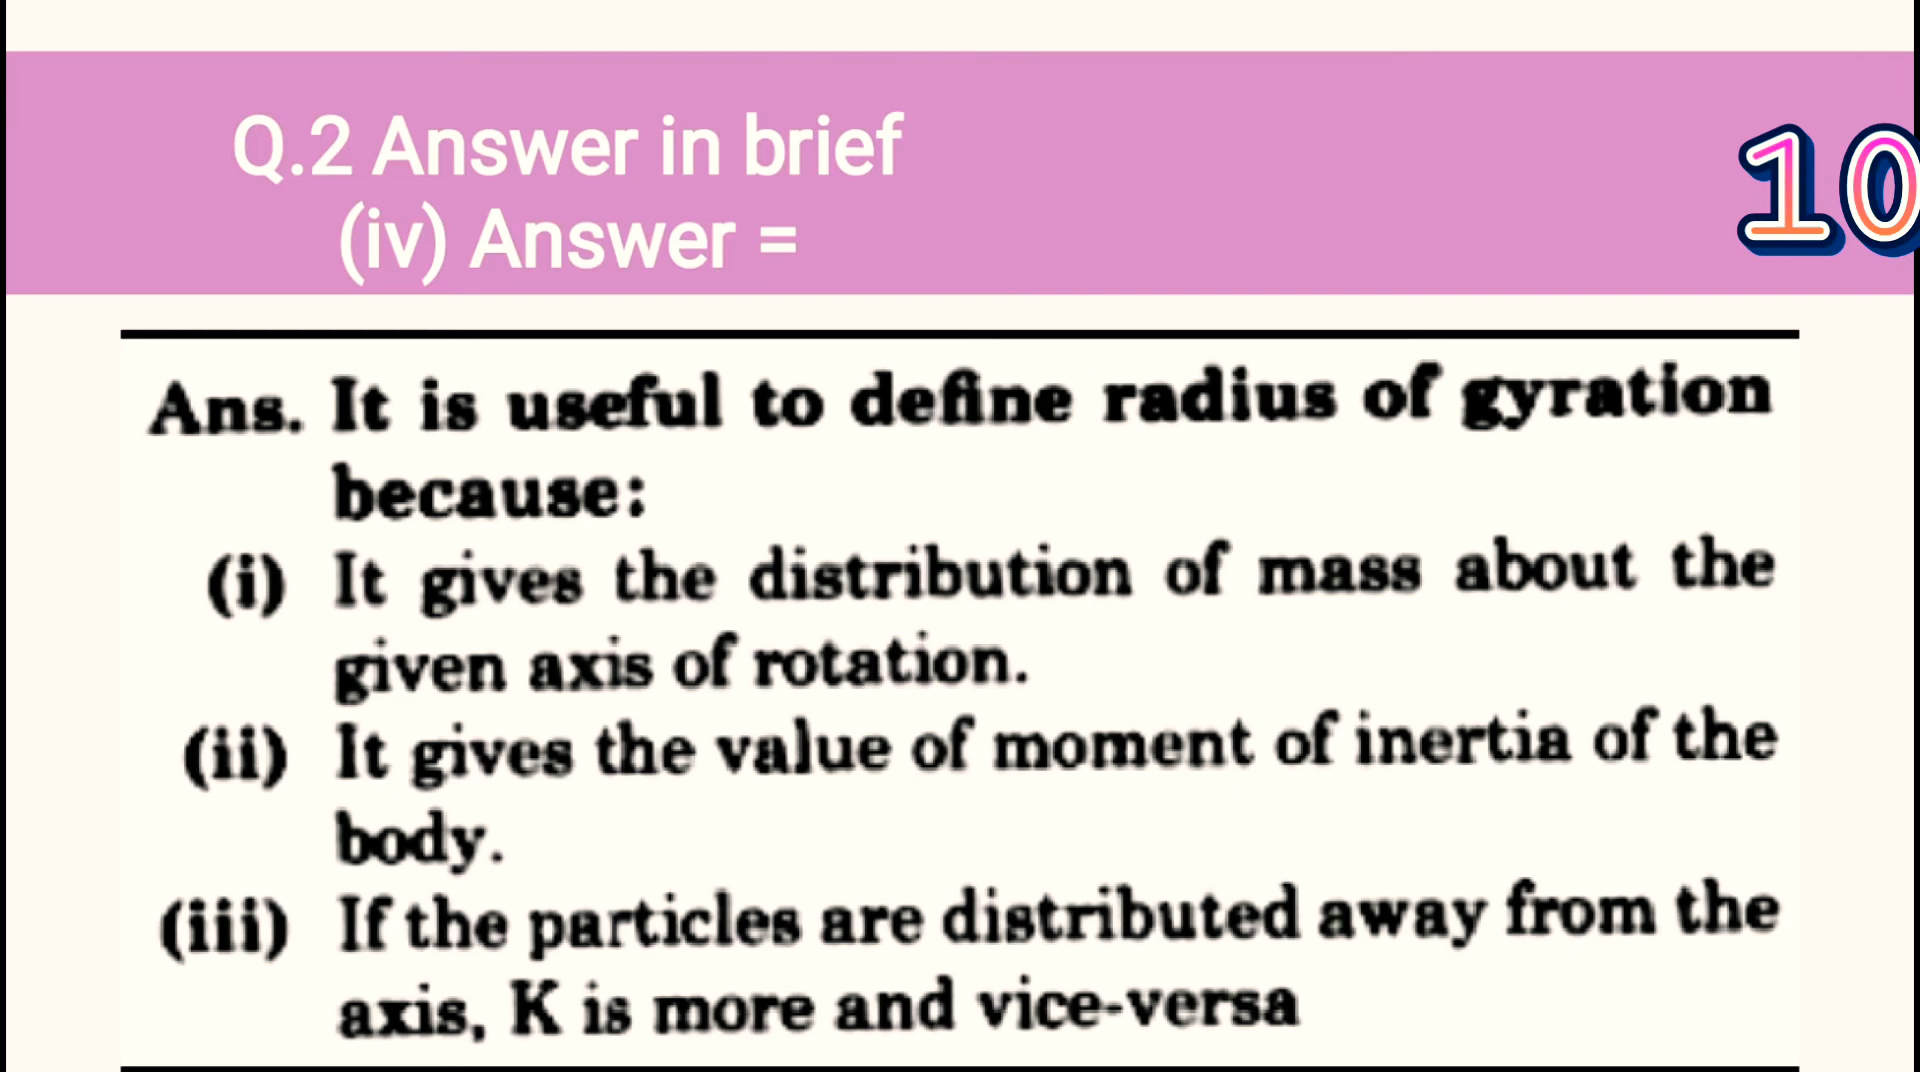 Q.2 Answer in brief
(iv) Answer =
10
Ans. It is useful to define radius of gyration
because:
(i) It gives the distribution of mass about the
given axis of rotation.
(ii) It gives the value of moment of inertia of the
body.
(iii) If the particles are distributed away from the
axis, K is more and vice-versa